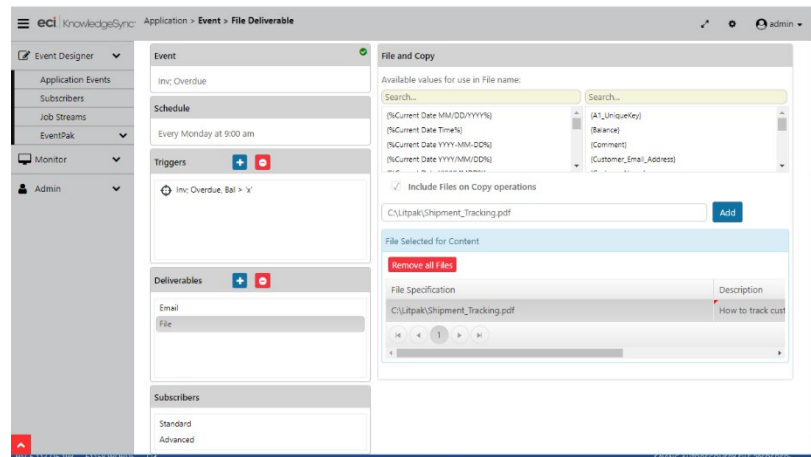 eci KnowledgeSync Application > Event > File Deliverable admin
Event Designer
Application Events
Subscribers
Job Streams
EventPak
Monitor
Admin
Event
Inv; Overdue
Schedule
Every Monday at 9:00 am
Triggers
Inv; Overdue, Bal > 'x'
Deliverables
Email
File
Subscribers
Standard
Advanced
File and Copy
Available values for use in File name:
Search... Search...
{%Current Date MM/DD/YYYY%} {A1_UniqueKey}
{%Current Date Time%} {Balance}
{%Current Date YYYY-MM-DD%} {Comment}
{%Current Date YYYY/MM/DD%} {Customer_Email_Address}
Include Files on Copy operations
C:\Litpak\Shipment_Tracking.pdf Add
File Selected for Content
Remove all Files
File Specification Description
C:\Litpak\Shipment_Tracking.pdf How to track cust
1